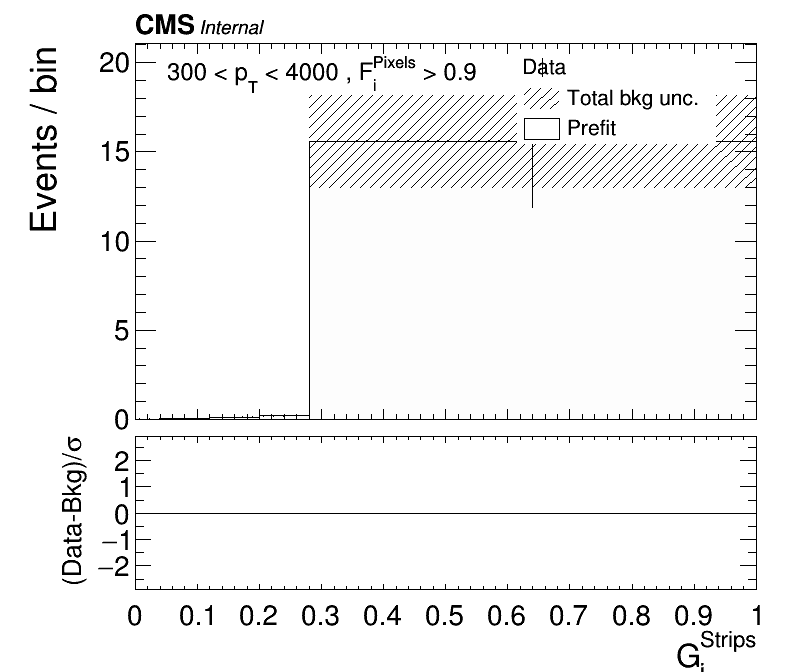 CMS Internal
300 < p_T < 4000 , F_i^Pixels > 0.9
Data
Total bkg unc.
Prefit
Events / bin
20
15
10
5
0
(Data-Bkg)/σ
2
1
0
−1
−2
0 0.1 0.2 0.3 0.4 0.5 0.6 0.7 0.8 0.9 1
G_i^Strips